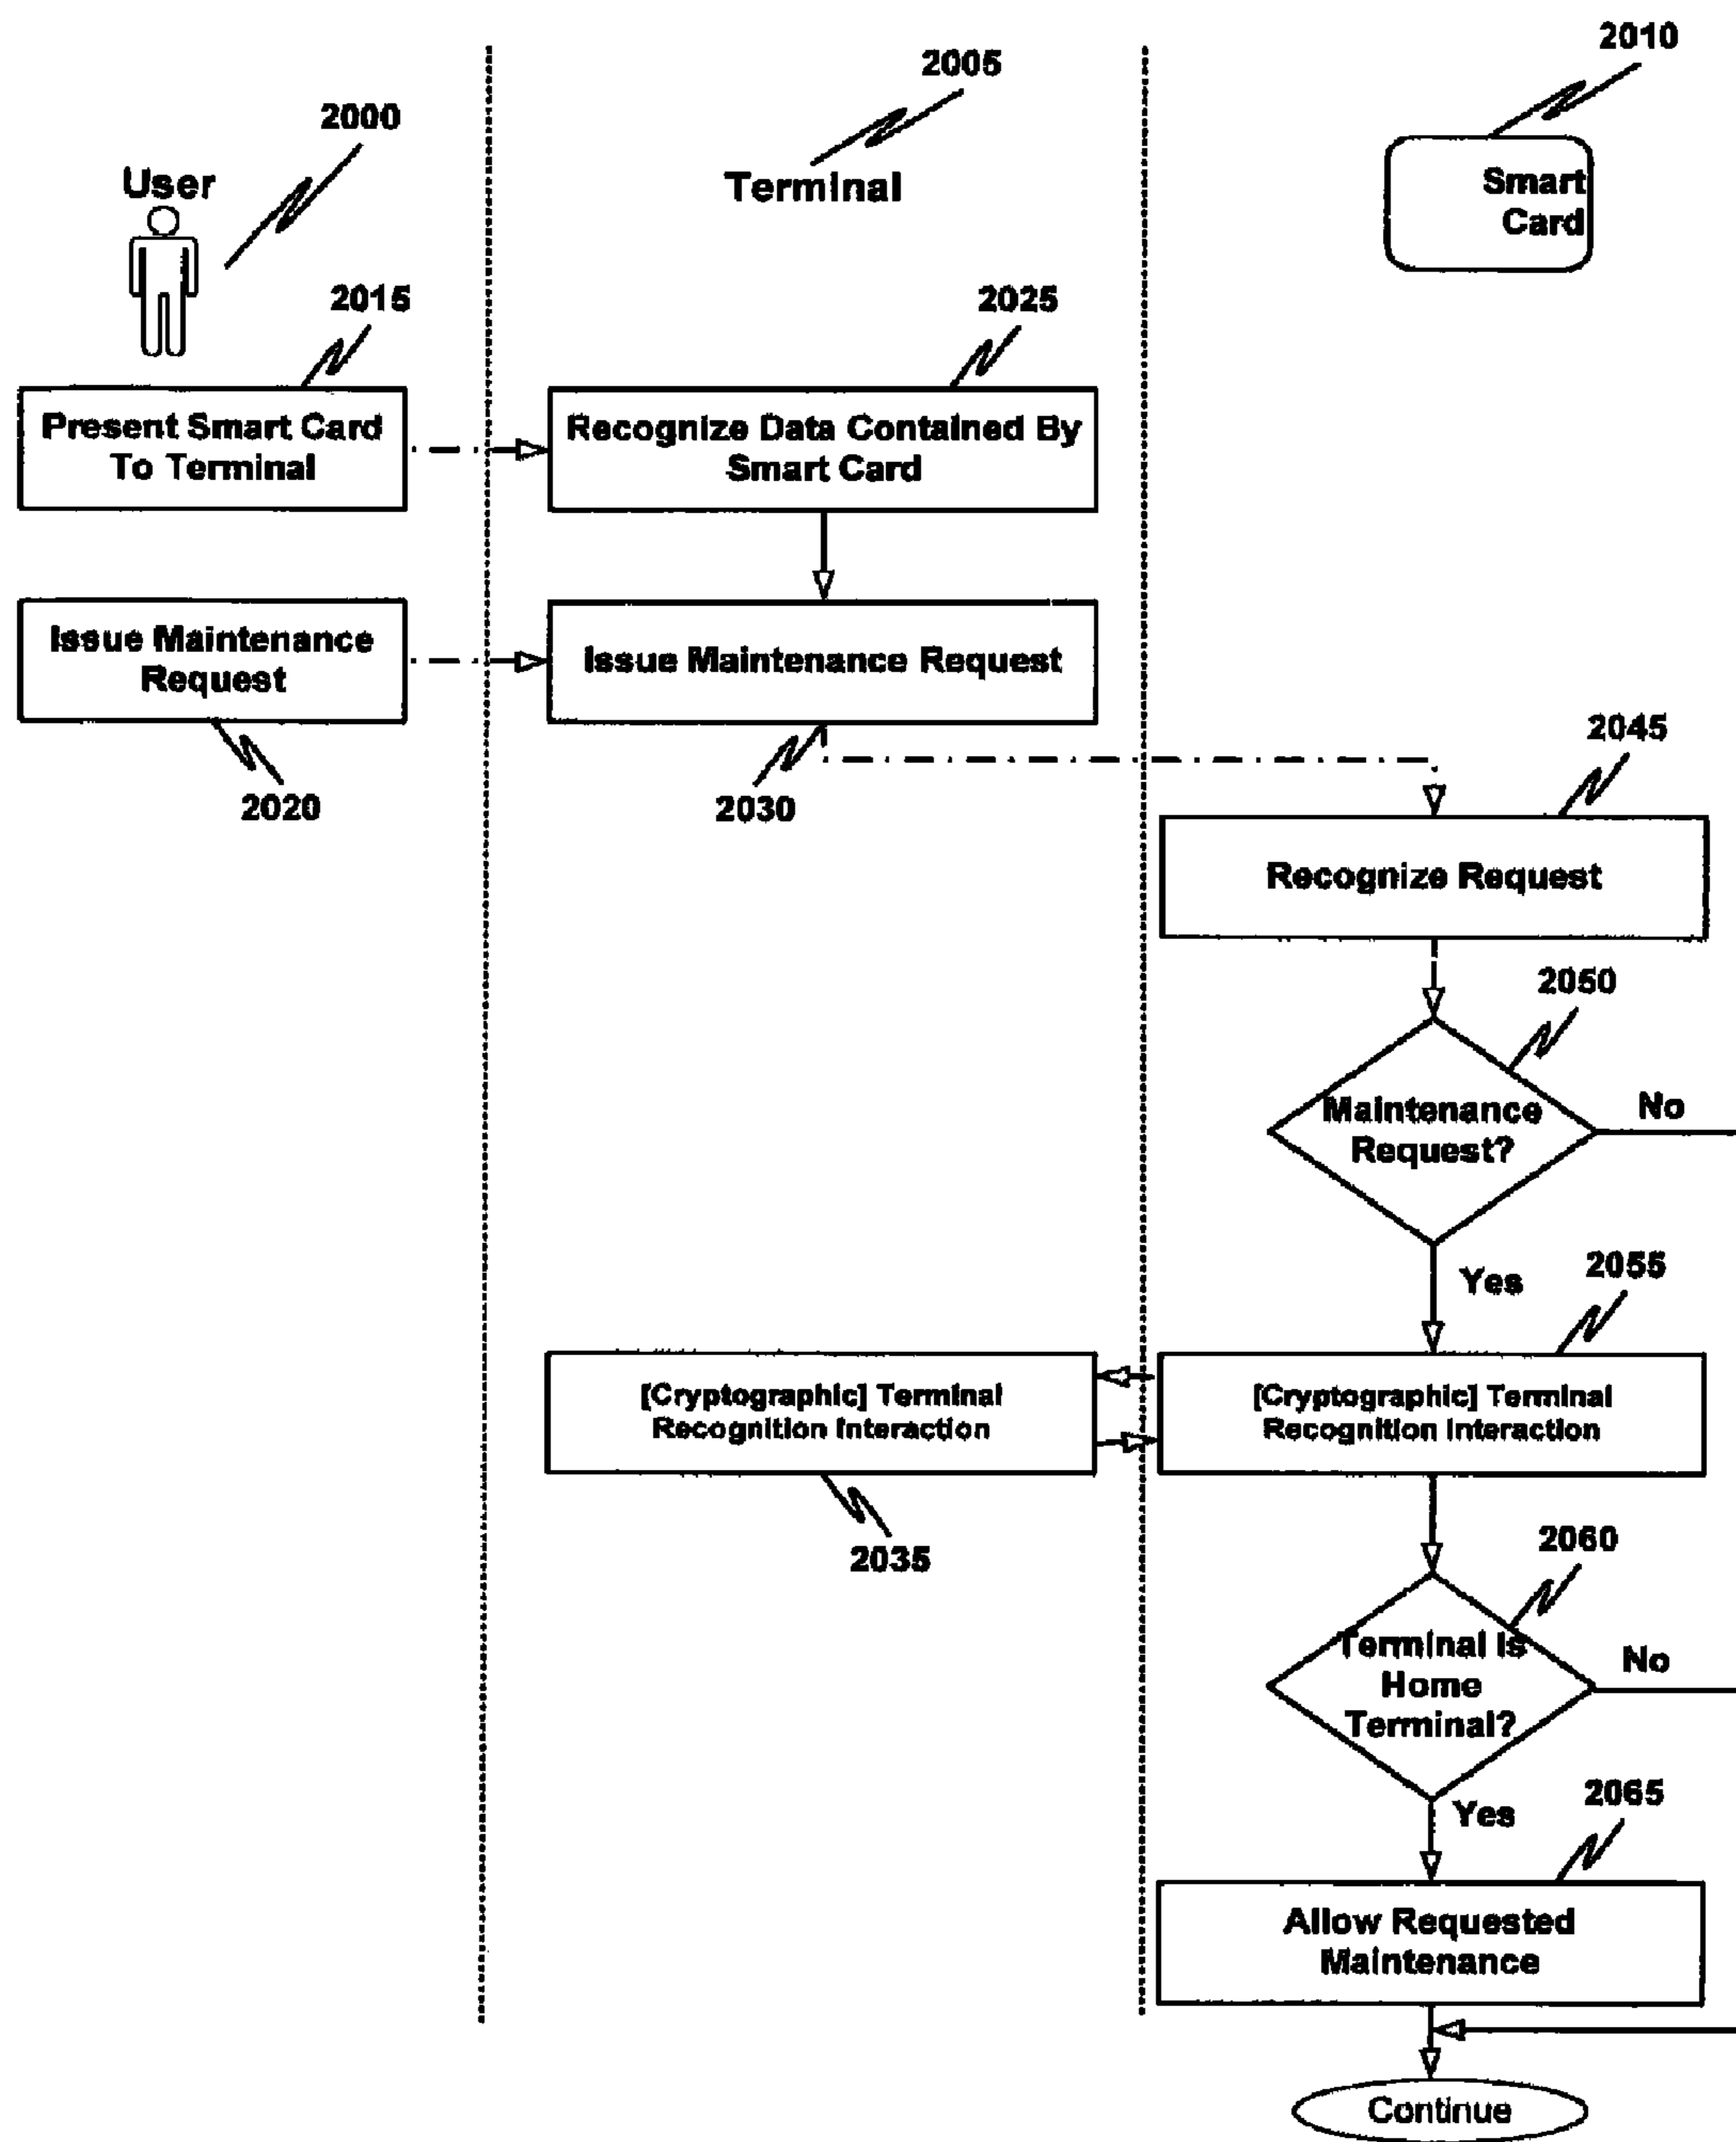 2010
2005
2000
User
Terminal
Smart
Card
2015
2025
Present Smart Card
To Terminal
Recognize Data Contained By
Smart Card
Issue Maintenance
Request
Issue Maintenance Request
2045
2020
2030
Recognize Request
2050
Maintenance
Request?
No
Yes
2055
[Cryptographic] Terminal
Recognition Interaction
[Cryptographic] Terminal
Recognition Interaction
2035
2060
Terminal is
Home
Terminal?
No
Yes
2065
Allow Requested
Maintenance
Continue